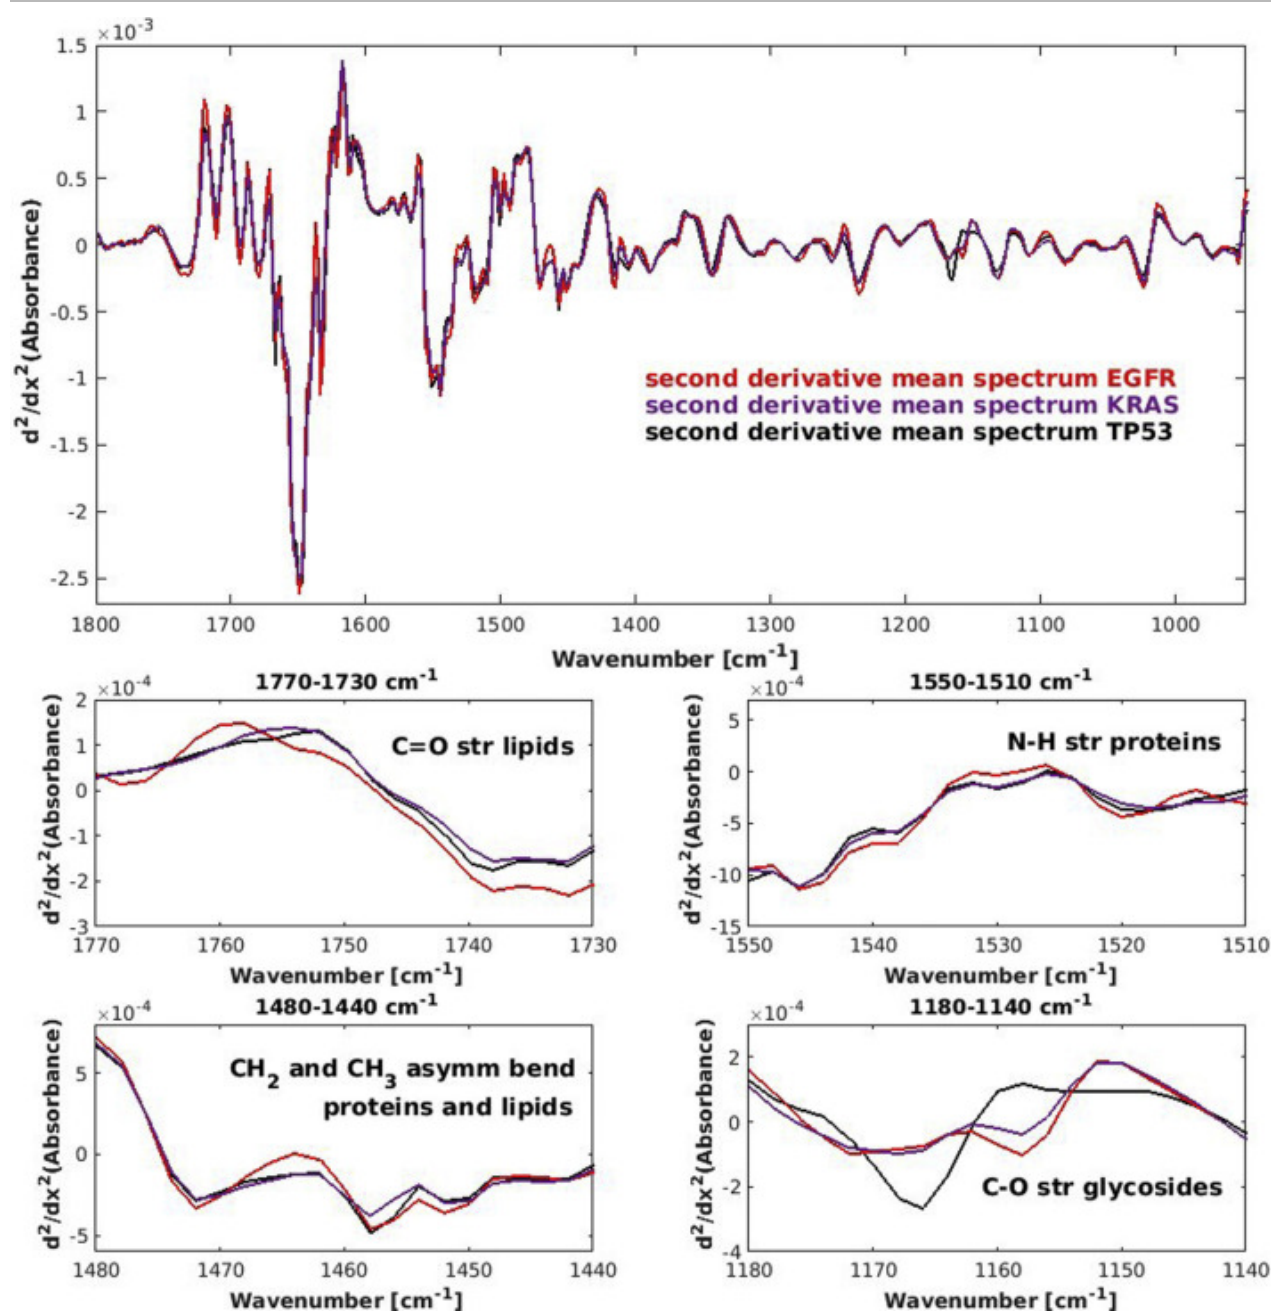 ×10⁻³
1.5
1
0.5
0
-0.5
-1
-1.5
-2
-2.5
d²/dx²(Absorbance)
second derivative mean spectrum EGFR
second derivative mean spectrum KRAS
second derivative mean spectrum TP53
1800 1700 1600 1500 1400 1300 1200 1100 1000
Wavenumber [cm⁻¹]
×10⁻⁴
1770-1730 cm⁻¹
2
1
0
-1
-2
-3
d²/dx²(Absorbance)
C=O str lipids
1770 1760 1750 1740 1730
Wavenumber [cm⁻¹]
×10⁻⁴
1550-1510 cm⁻¹
5
0
-5
-10
-15
d²/dx²(Absorbance)
N-H str proteins
1550 1540 1530 1520 1510
Wavenumber [cm⁻¹]
×10⁻⁴
1480-1440 cm⁻¹
5
0
-5
d²/dx²(Absorbance)
CH₂ and CH₃ asymm bend
proteins and lipids
1480 1470 1460 1450 1440
Wavenumber [cm⁻¹]
×10⁻⁴
1180-1140 cm⁻¹
2
0
-2
-4
d²/dx²(Absorbance)
C-O str glycosides
1180 1170 1160 1150 1140
Wavenumber [cm⁻¹]